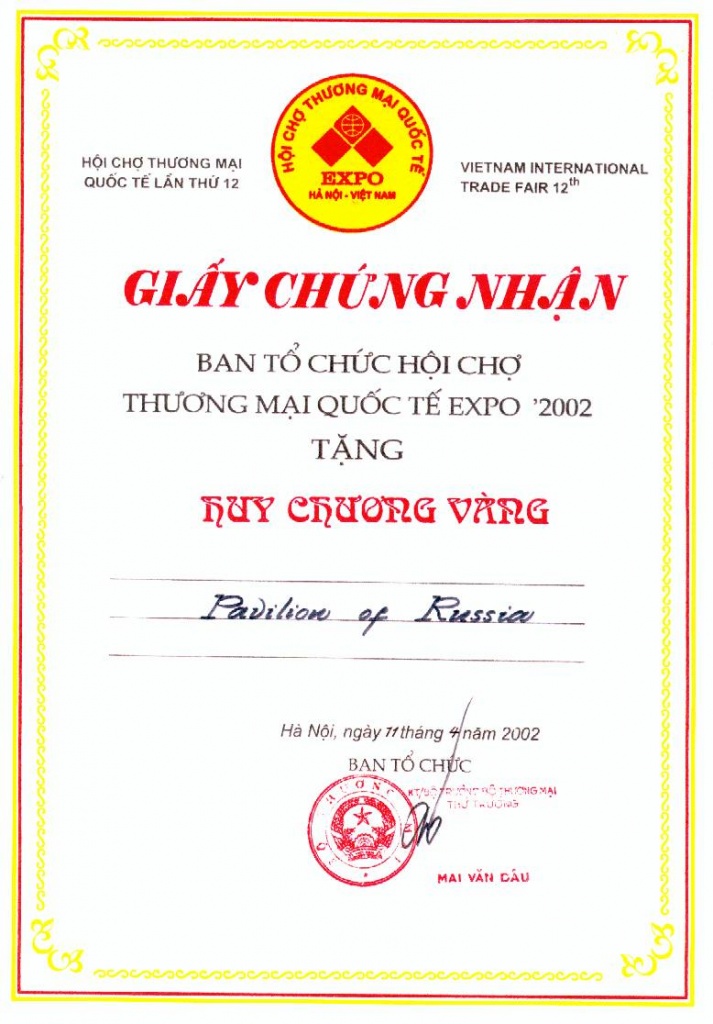 HỘI CHỢ THƯƠNG MẠI QUỐC TẾ
EXPO
HÀ NỘI - VIỆT NAM
HỘI CHỢ THƯƠNG MẠI
QUỐC TẾ LẦN THỨ 12
VIETNAM INTERNATIONAL
TRADE FAIR 12th
GIẤY CHỨNG NHẬN
BAN TỔ CHỨC HỘI CHỢ
THƯƠNG MẠI QUỐC TẾ EXPO '2002
TẶNG
HUY CHƯƠNG VÀNG
Pavilion of Russia
Hà Nội, ngày 11 tháng 4 năm 2002
BAN TỔ CHỨC
KT/BỘ TRƯỞNG BỘ THƯƠNG MẠI
THỨ TRƯỞNG
MAI VĂN DÂU